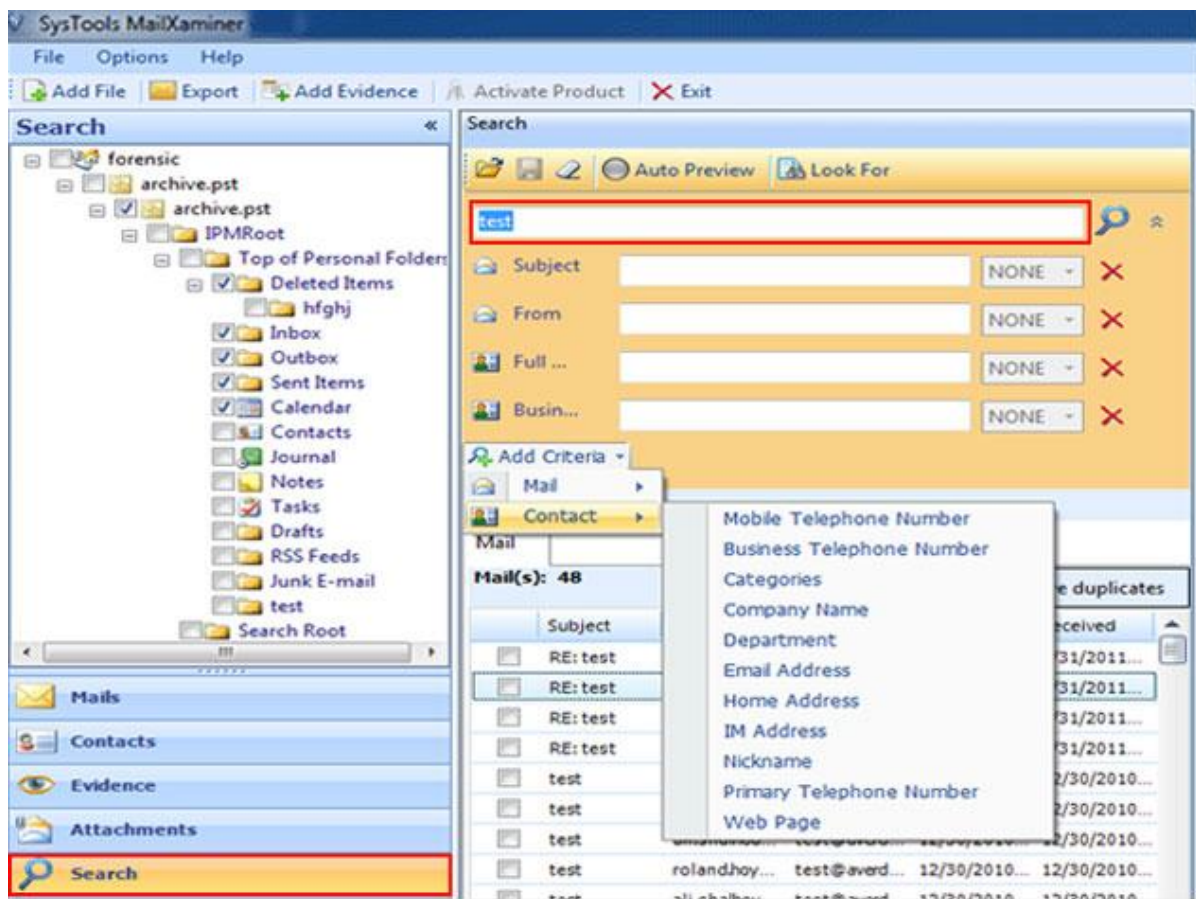 SysTools MailXaminer
File Options Help
Add File Export Add Evidence Activate Product Exit
Search «
forensic
archive.pst
archive.pst
IPMRoot
Top of Personal Folders
Deleted Items
hfghj
Inbox
Outbox
Sent Items
Calendar
Contacts
Journal
Notes
Tasks
Drafts
RSS Feeds
Junk E-mail
test
Search Root
Mails
Contacts
Evidence
Attachments
Search
Search
Auto Preview Look For
test
Subject NONE
From NONE
Full ... NONE
Busin... NONE
Add Criteria
Mail
Contact
Mobile Telephone Number
Business Telephone Number
Categories
Company Name
Department
Email Address
Home Address
IM Address
Nickname
Primary Telephone Number
Web Page
Mail
Mail(s): 48 e duplicates
Subject eceived
RE: test /31/2011...
RE: test /31/2011...
RE: test /31/2011...
RE: test /31/2011...
test 2/30/2010...
test 2/30/2010...
test 2/30/2010...
test roland.hoy... test@averd... 12/30/2010... 12/30/2010...